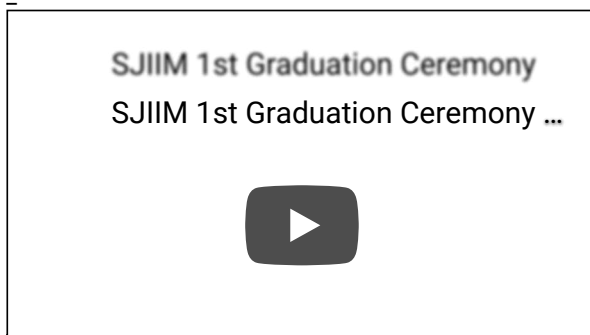 SJIIM 1st Graduation Ceremony
SJIIM 1st Graduation Ceremony ...